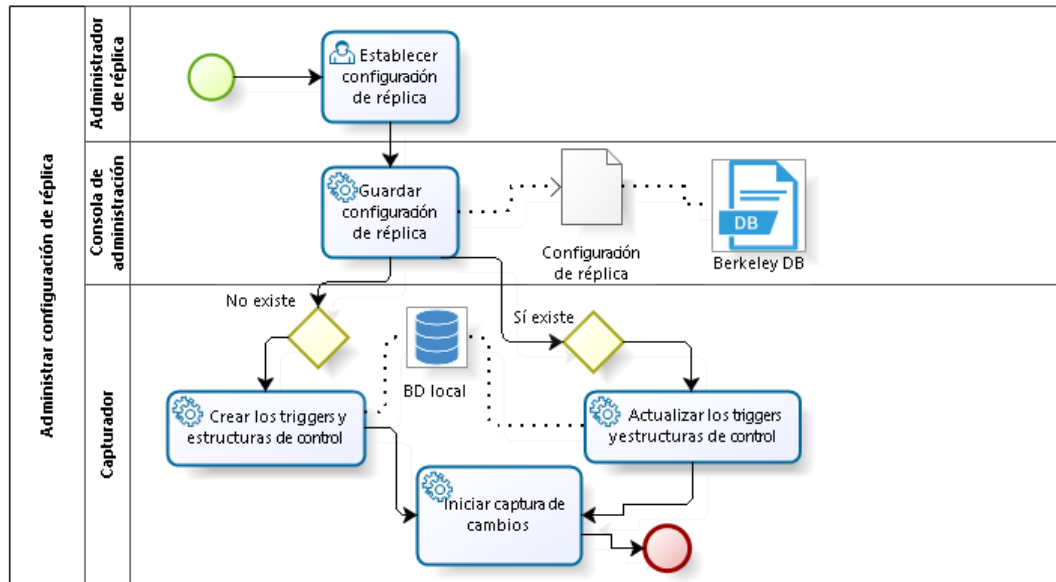 Administrar configuración de réplica
Administrador
de réplica
Establecer
configuración
de réplica
Consola de
administración
Guardar
configuración
de réplica
Configuración
de réplica
DB
Berkeley DB
Capturador
No existe
Sí existe
BD local
Crear los triggers y
estructuras de control
Actualizar los triggers
yestructuras de control
Iniciar captura de
cambios